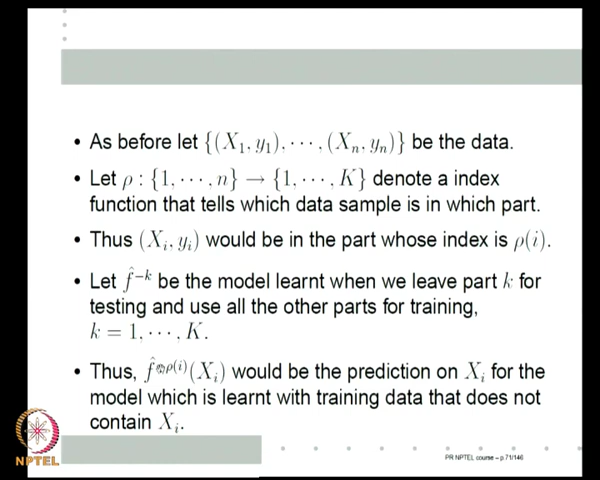 • As before let {(X₁, y₁), ⋯, (Xₙ, yₙ)} be the data.
• Let ρ : {1, ⋯, n} → {1, ⋯, K} denote a index
function that tells which data sample is in which part.
• Thus (Xᵢ, yᵢ) would be in the part whose index is ρ(i).
• Let f̂⁻ᵏ be the model learnt when we leave part k for
testing and use all the other parts for training,
k = 1, ⋯, K.
• Thus, f̂ ρ(i)(Xᵢ) would be the prediction on Xᵢ for the
model which is learnt with training data that does not
contain Xᵢ.
NPTEL
PR NPTEL course – p.71/146